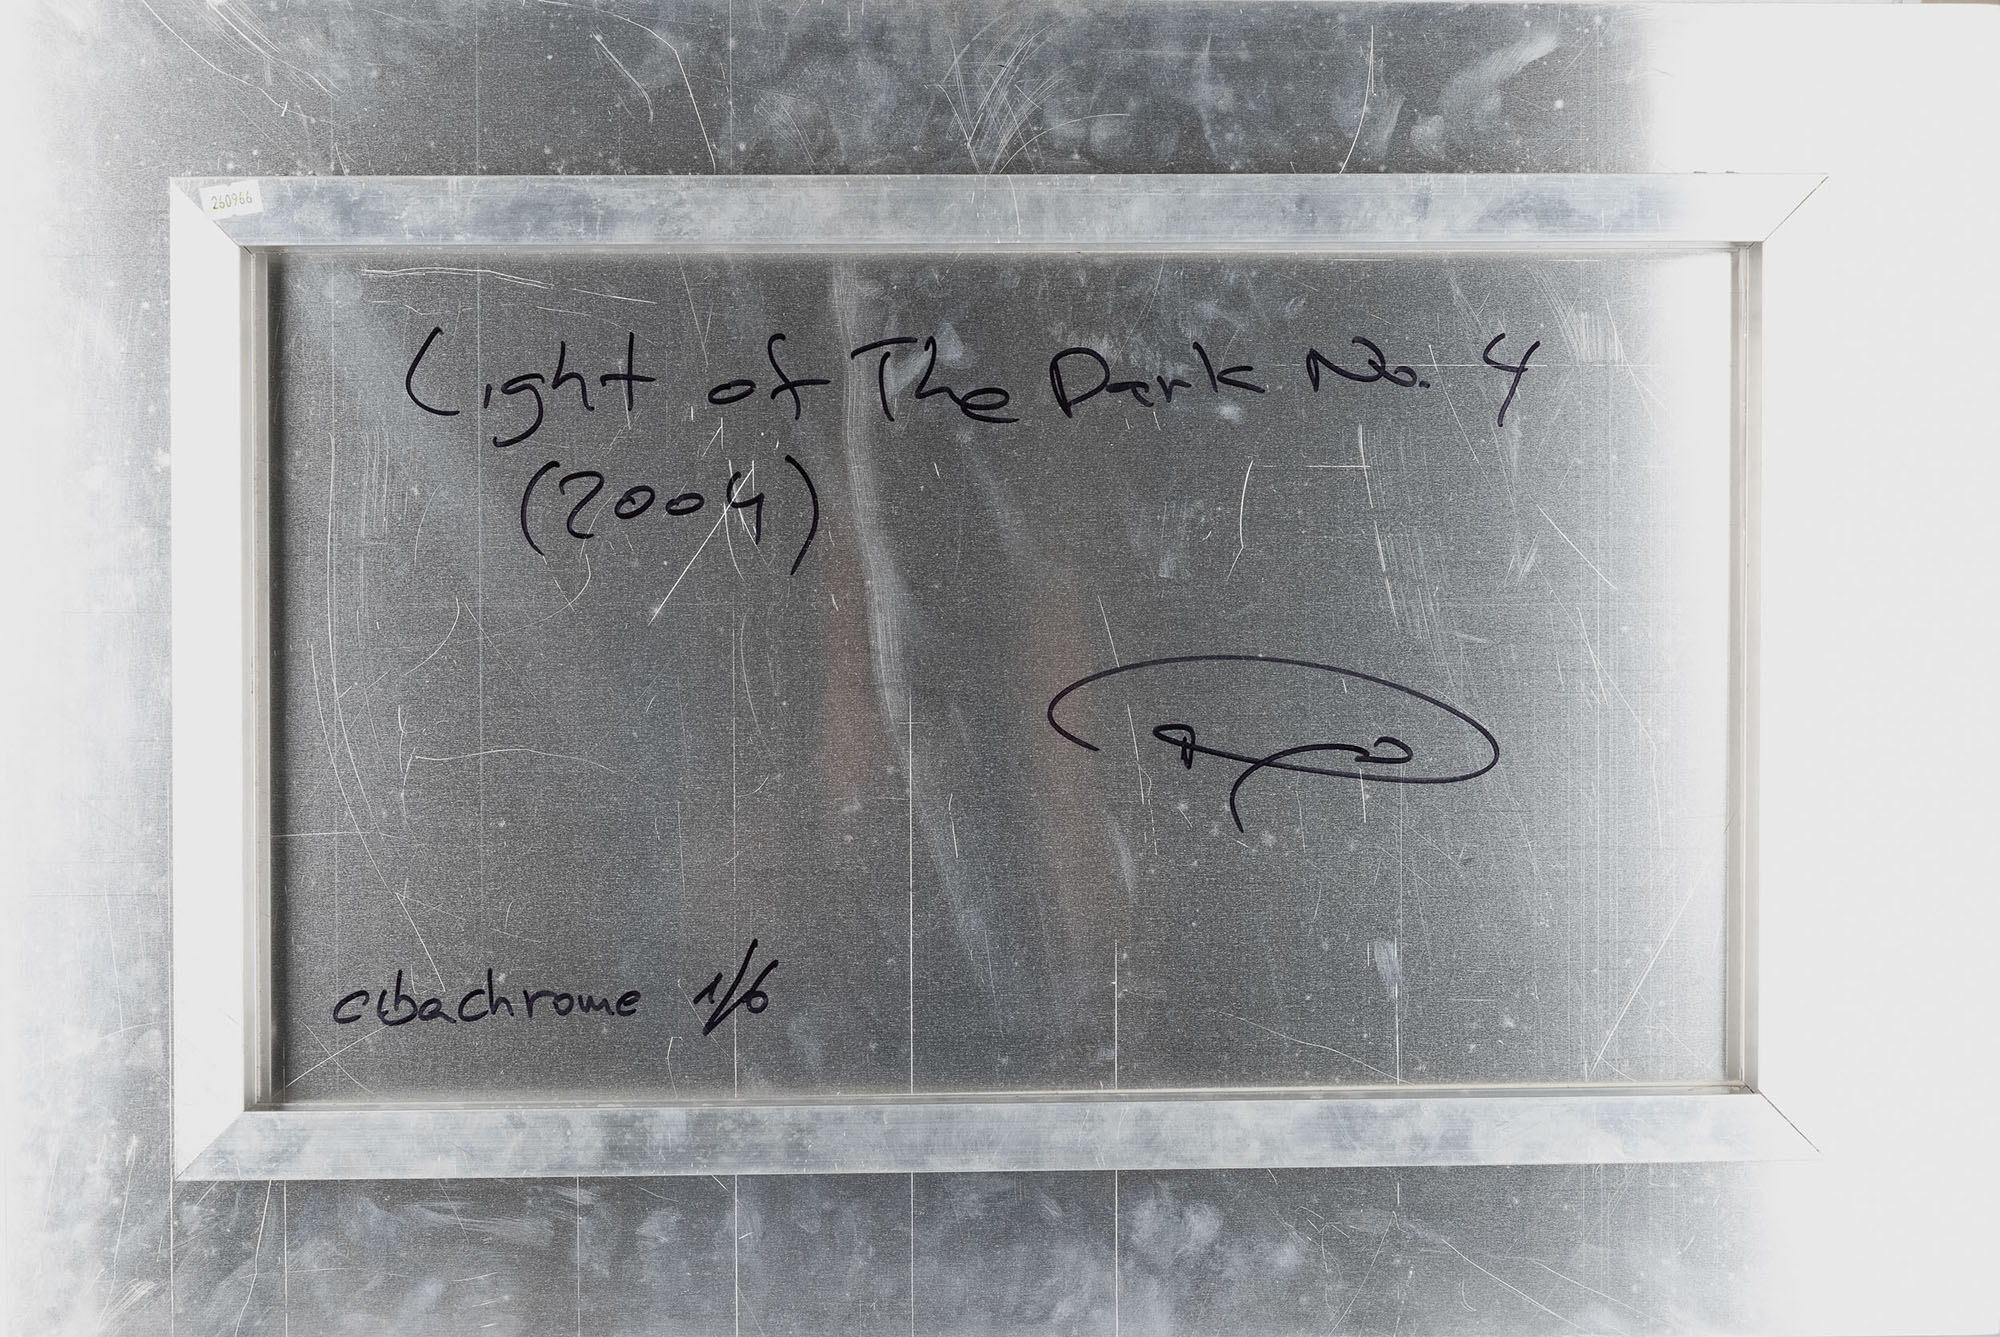 260966
Light of The Dark No. 4
(2004)
cibachrome 1/6